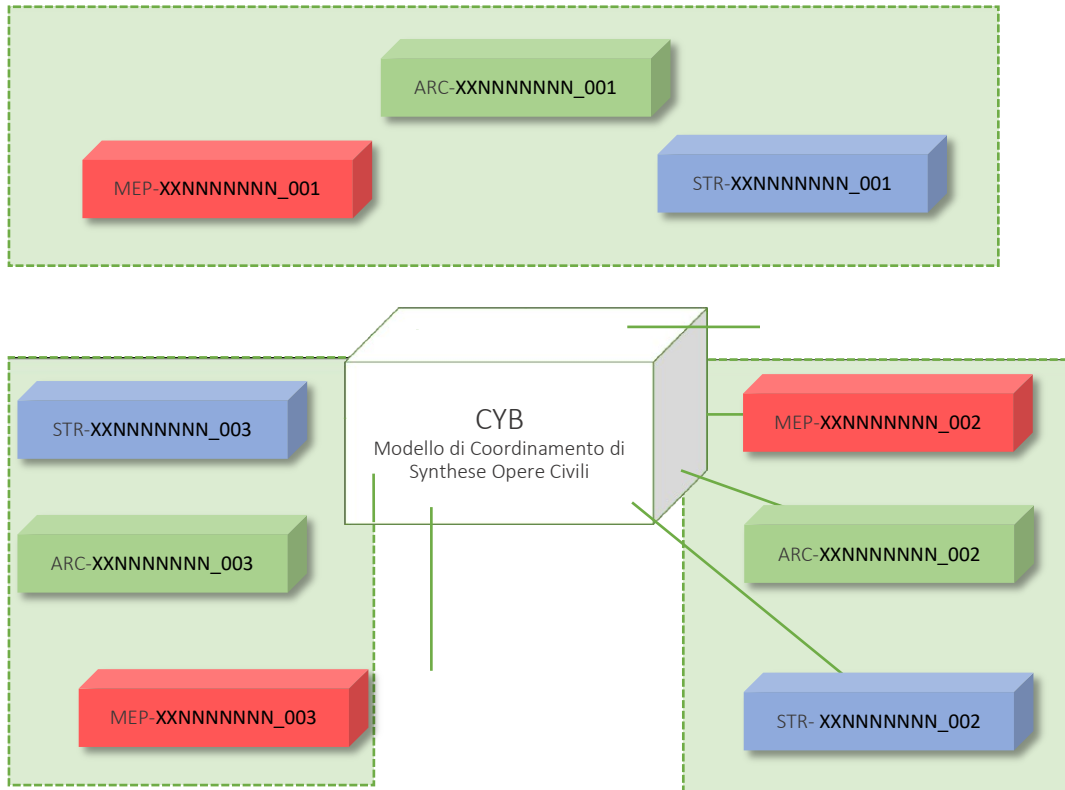 ARC-XXNNNNNNN_001
MEP-XXNNNNNNN_001
STR-XXNNNNNNN_001
CYB
Modello di Coordinamento di
Synthese Opere Civili
STR-XXNNNNNNN_003
ARC-XXNNNNNNN_003
MEP-XXNNNNNNN_003
MEP-XXNNNNNNN_002
ARC-XXNNNNNNN_002
STR- XXNNNNNNN_002